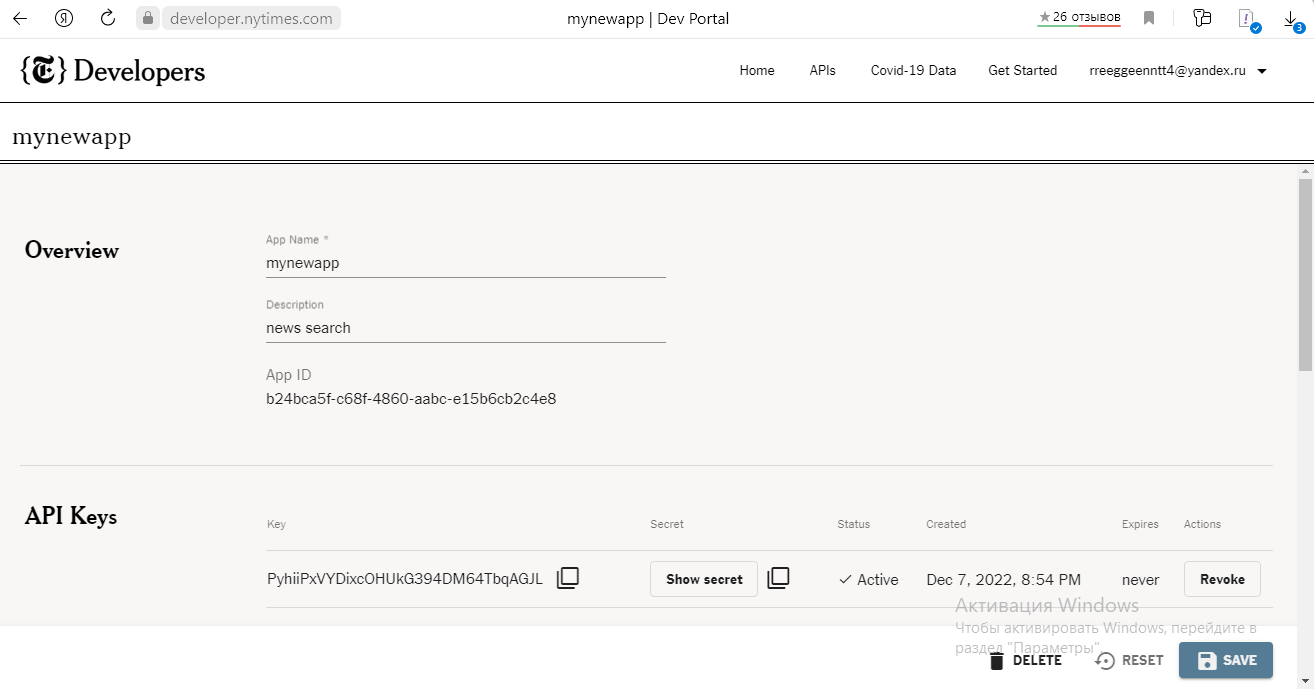 developer.nytimes.com mynewapp | Dev Portal ★ 26 отзывов 3
{T} Developers Home APIs Covid-19 Data Get Started rreeggeenntt4@yandex.ru
mynewapp
Overview
App Name *
mynewapp
Description
news search
App ID
b24bca5f-c68f-4860-aabc-e15b6cb2c4e8
API Keys
Key Secret Status Created Expires Actions
PyhiiPxVYDixcOHUkG394DM64TbqAGJL Show secret Active Dec 7, 2022, 8:54 PM never Revoke
Активация Windows
Чтобы активировать Windows, перейдите в
раздел "Параметры".
DELETE RESET SAVE